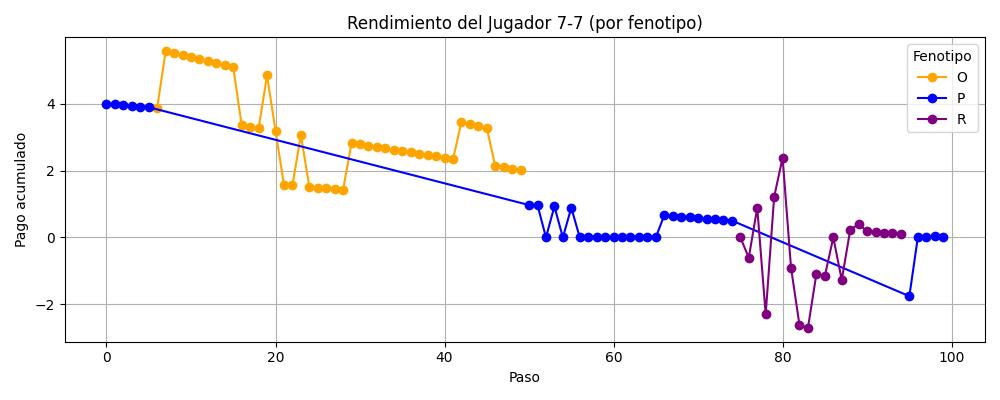 Rendimiento del Jugador 7-7 (por fenotipo)
Pago acumulado
4
2
0
−2
Fenotipo
O
P
R
0 20 40 60 80 100
Paso